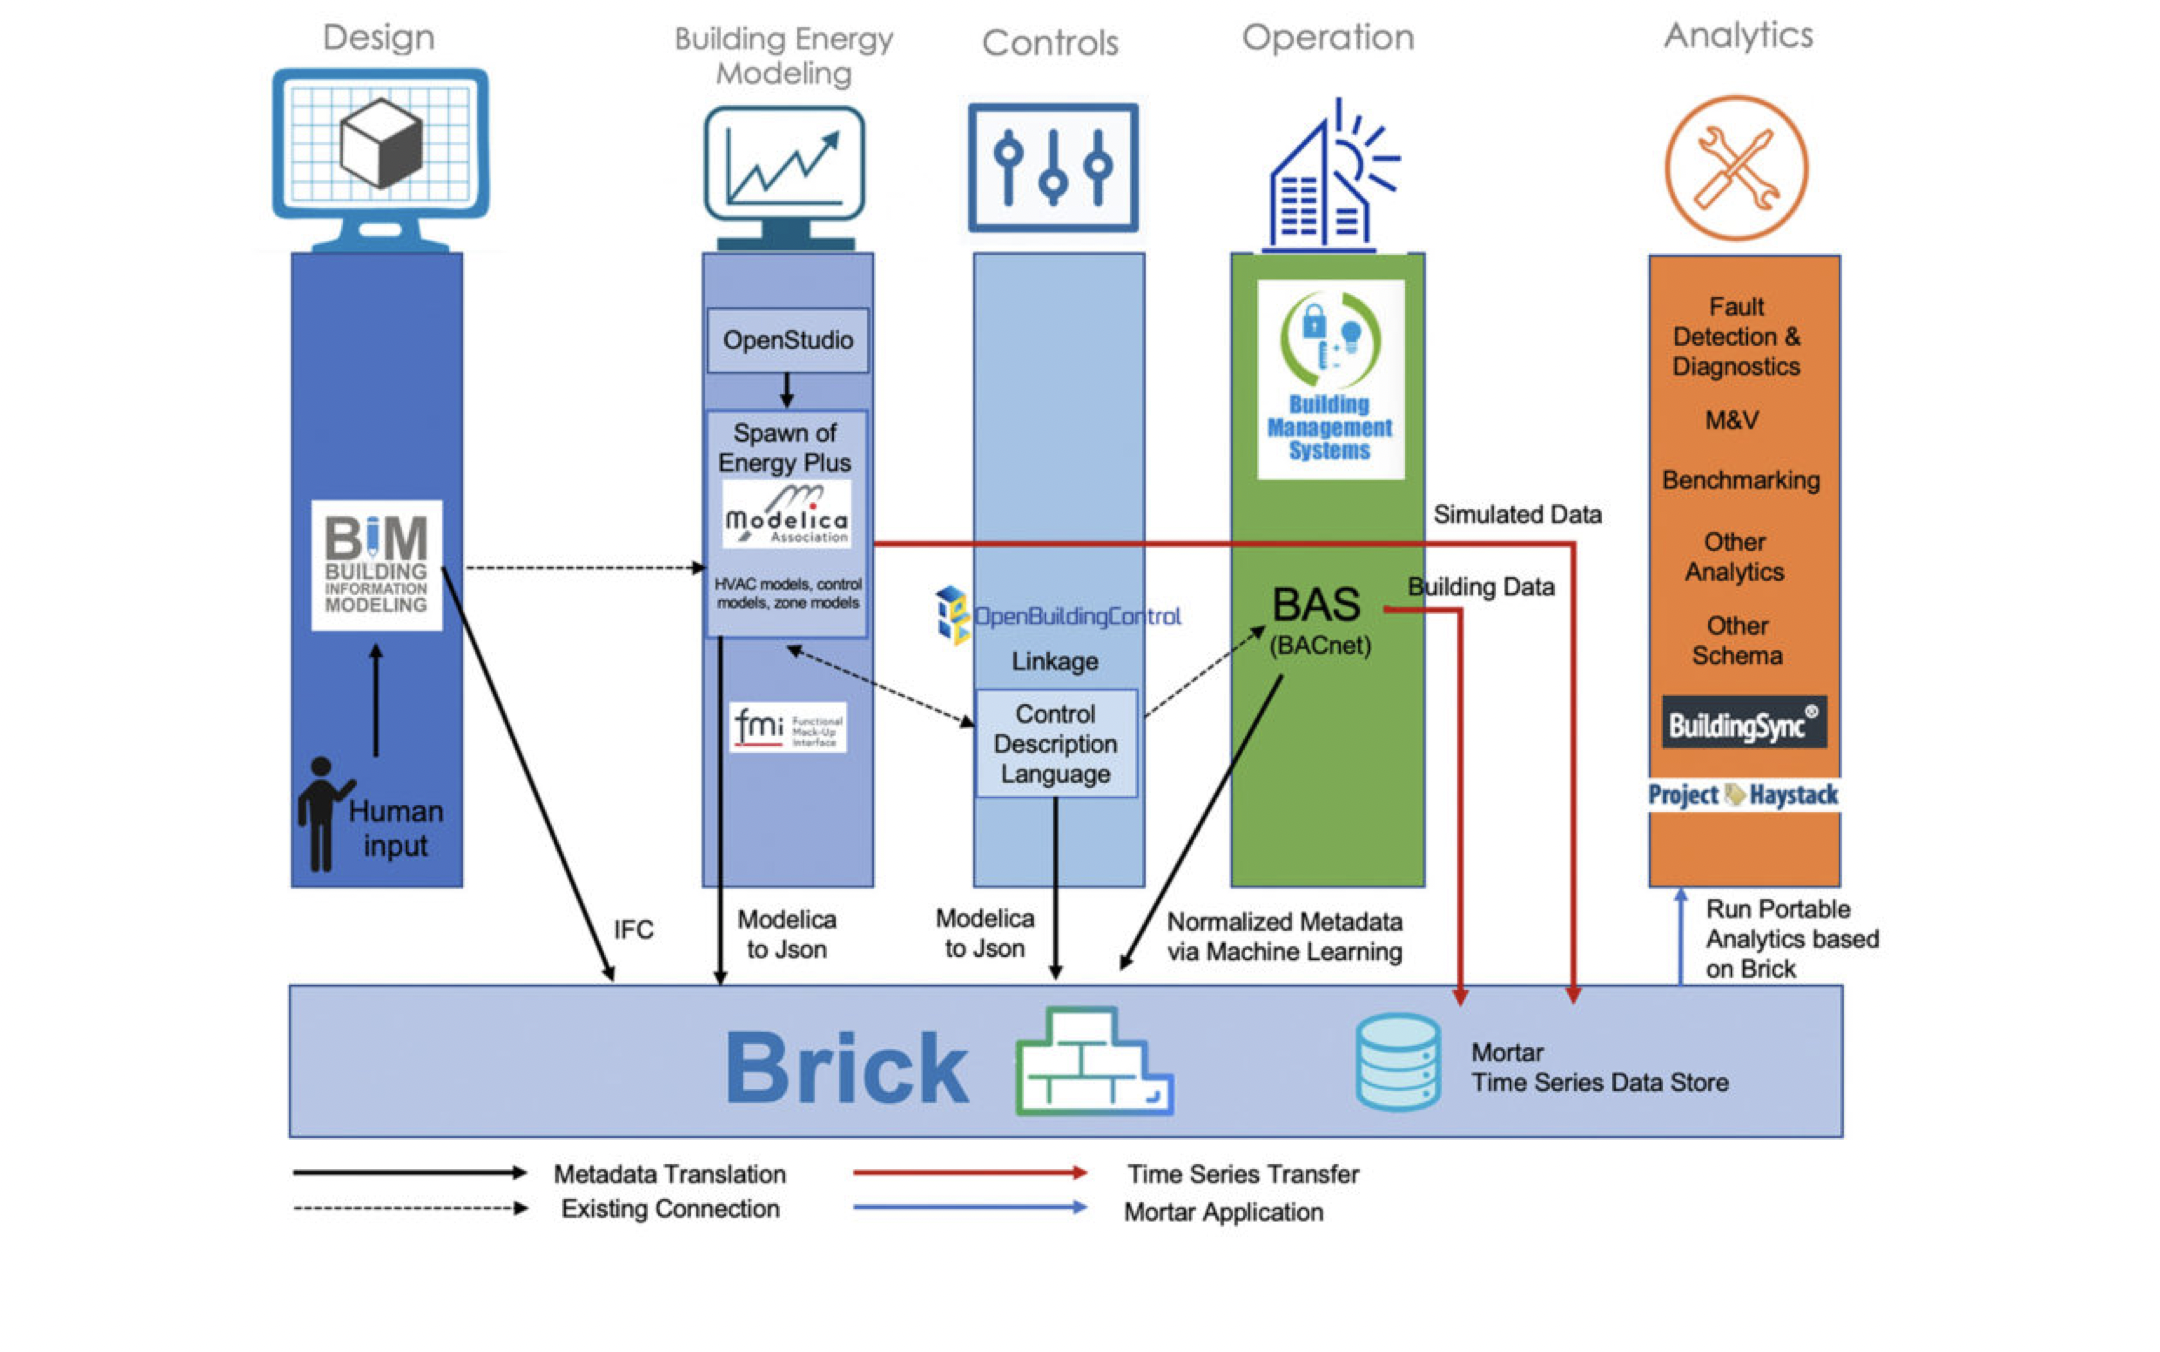 Design
Building Energy
Modeling
Controls
Operation
Analytics
BiM
BUILDING
INFORMATION
MODELING
Human
input
OpenStudio
Spawn of
Energy Plus
Modelica
Association
HVAC models, control
models, zone models
fmi Functional
Mock-Up
Interface
OpenBuildingControl
Linkage
Control
Description
Language
Building
Management
Systems
BAS
(BACnet)
Simulated Data
Building Data
Fault
Detection &
Diagnostics
M&V
Benchmarking
Other
Analytics
Other
Schema
BuildingSync®
Project Haystack
IFC
Modelica
to Json
Modelica
to Json
Normalized Metadata
via Machine Learning
Run Portable
Analytics based
on Brick
Brick
Mortar
Time Series Data Store
Metadata Translation
Time Series Transfer
Existing Connection
Mortar Application